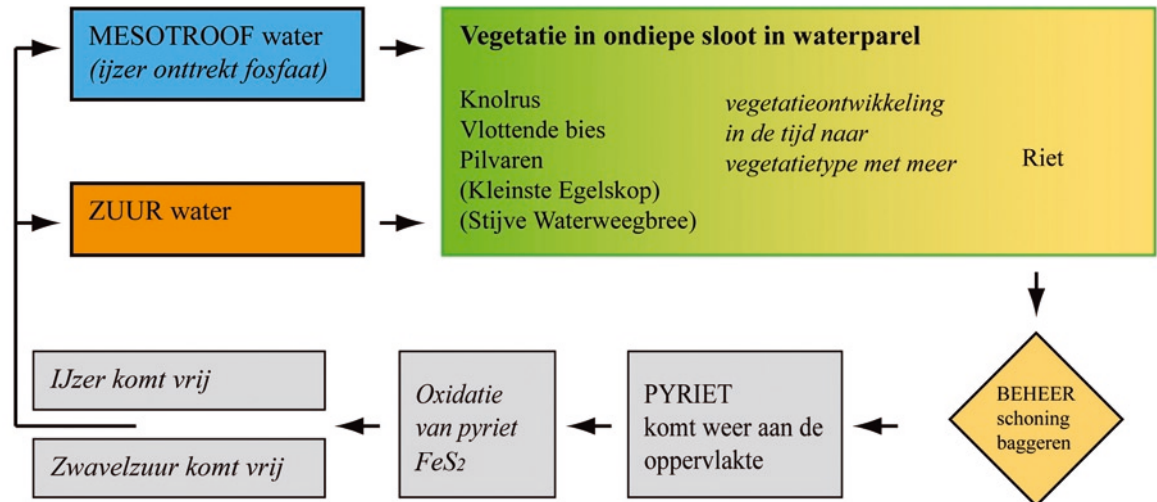 MESOTROOF water
(ijzer onttrekt fosfaat)
ZUUR water
Vegetatie in ondiepe sloot in waterparel
Knolrus
Vlottende bies
Pilvaren
(Kleinste Egelskop)
(Stijve Waterweegbree)
vegetatieontwikkeling
in de tijd naar
vegetatietype met meer
Riet
BEHEER
schoning
baggeren
PYRIET
komt weer aan de
oppervlakte
Oxidatie
van pyriet
FeS2
IJzer komt vrij
Zwavelzuur komt vrij